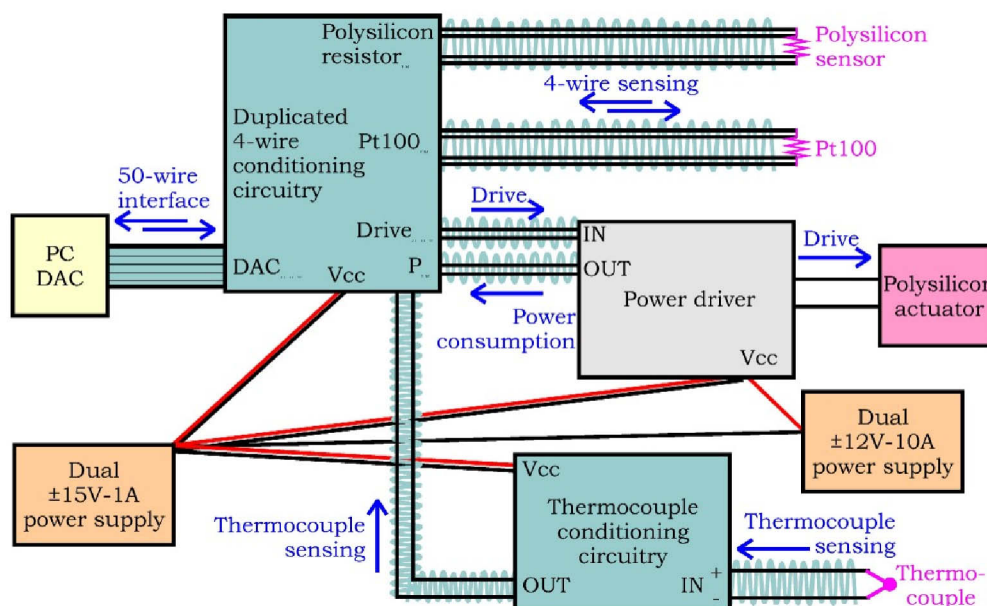 Polysilicon
resistor
Polysilicon
sensor
4-wire sensing
Duplicated
4-wire
conditioning
circuitry
Pt100
Pt100
50-wire
interface
Drive
PC
DAC
DAC
Drive
Vcc
P
IN
OUT
Power driver
Vcc
Drive
Polysilicon
actuator
Power
consumption
Dual
±15V-1A
power supply
Dual
±12V-10A
power supply
Vcc
Thermocouple
conditioning
circuitry
OUT
IN
+
-
Thermocouple
sensing
Thermocouple
sensing
Thermo-
couple